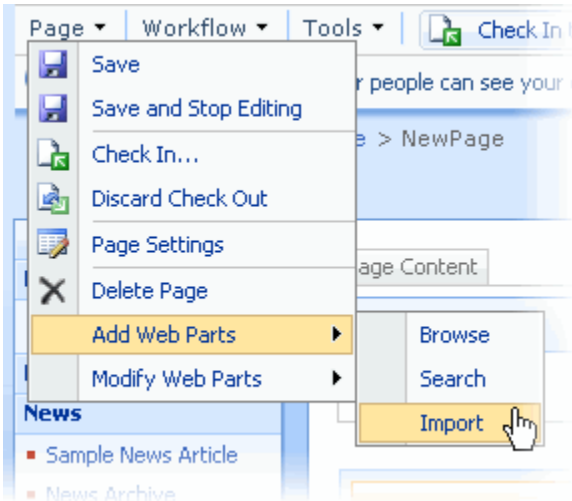 Page Workflow Tools Check In
Save
r people can see your
Save and Stop Editing
Check In...
e > NewPage
Discard Check Out
Page Settings
age Content
Delete Page
Add Web Parts
Browse
Modify Web Parts
Search
News
Import
Sample News Article
News Archive